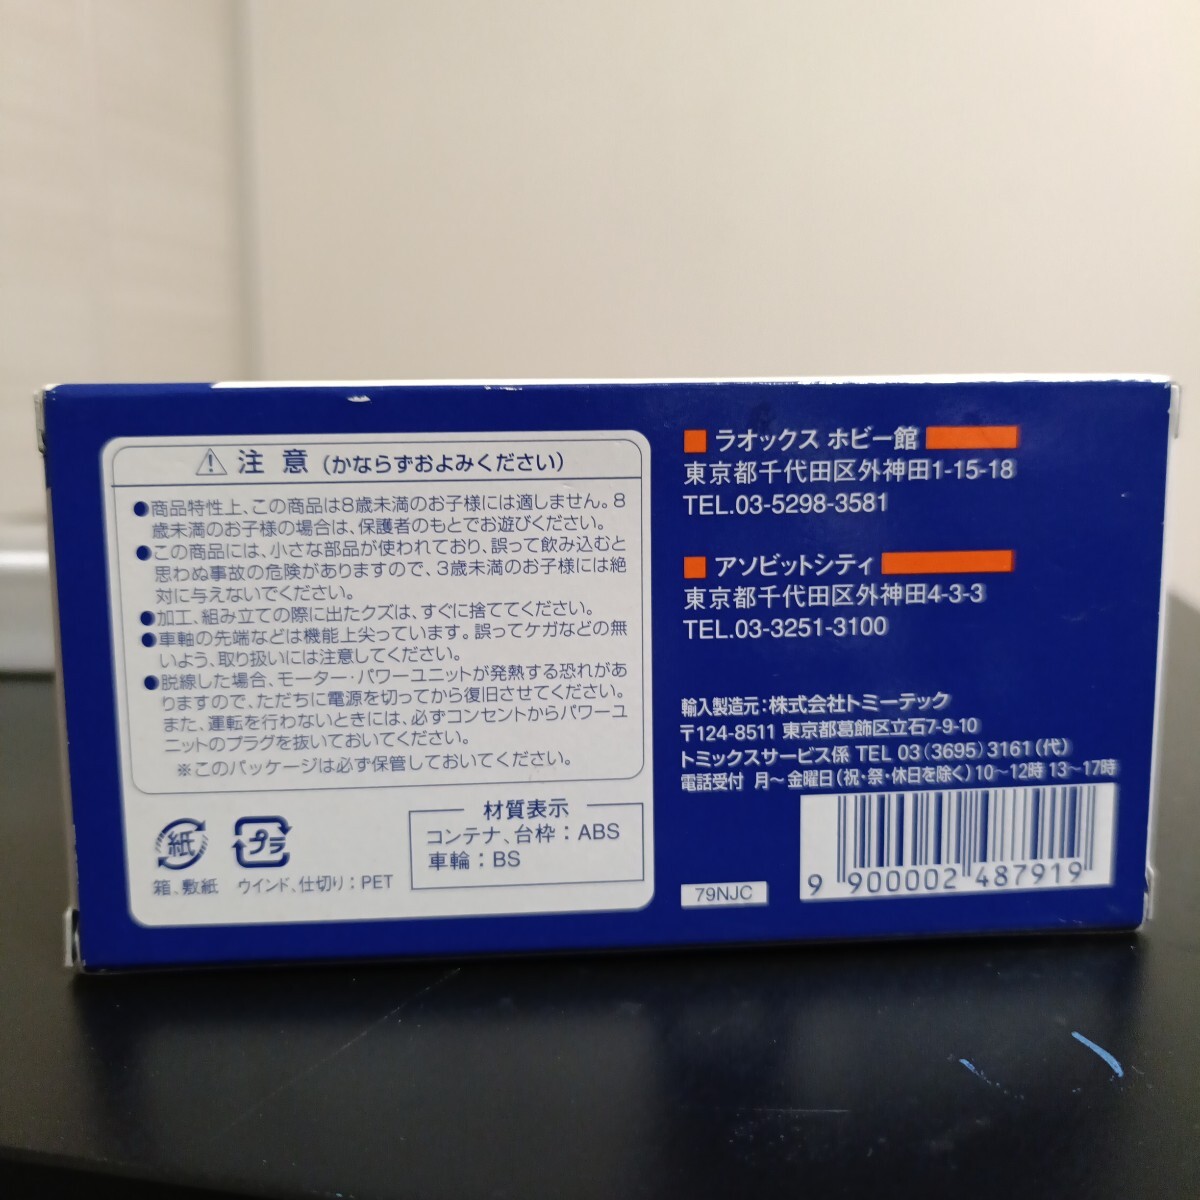 注意(かならずおよみください)
●商品特性上、この商品は8歳未満のお子様には適しません。8
歳未満のお子様の場合は、保護者のもとでお遊びください。
●この商品には、小さな部品が使われており、誤って飲み込むと
思わぬ事故の危険がありますので、3歳未満のお子様には絶
対に与えないでください。
●加工、組み立ての際に出たクズは、すぐに捨ててください。
●車軸の先端などは機能上尖っています。誤ってケガなどの無
いよう、取り扱いには注意してください。
●脱線した場合、モーター・パワーユニットが発熱する恐れがあ
りますので、ただちに電源を切ってから復旧させてください。
また、運転を行わないときには、必ずコンセントからパワーユ
ニットのプラグを抜いておいてください。
※このパッケージは必ず保管しておいてください。
紙
箱、敷紙
プラ
ウインド、仕切り：PET
材質表示
コンテナ、台枠：ABS
車輪：BS
■ ラオックス ホビー館
東京都千代田区外神田1-15-18
TEL.03-5298-3581
■ アソビットシティ
東京都千代田区外神田4-3-3
TEL.03-3251-3100
輸入製造元：株式会社トミーテック
〒124-8511 東京都葛飾区立石7-9-10
トミックスサービス係 TEL 03(3695)3161(代)
電話受付 月～金曜日(祝・祭・休日を除く)10～12時 13～17時
79NJC
9 900002 487919